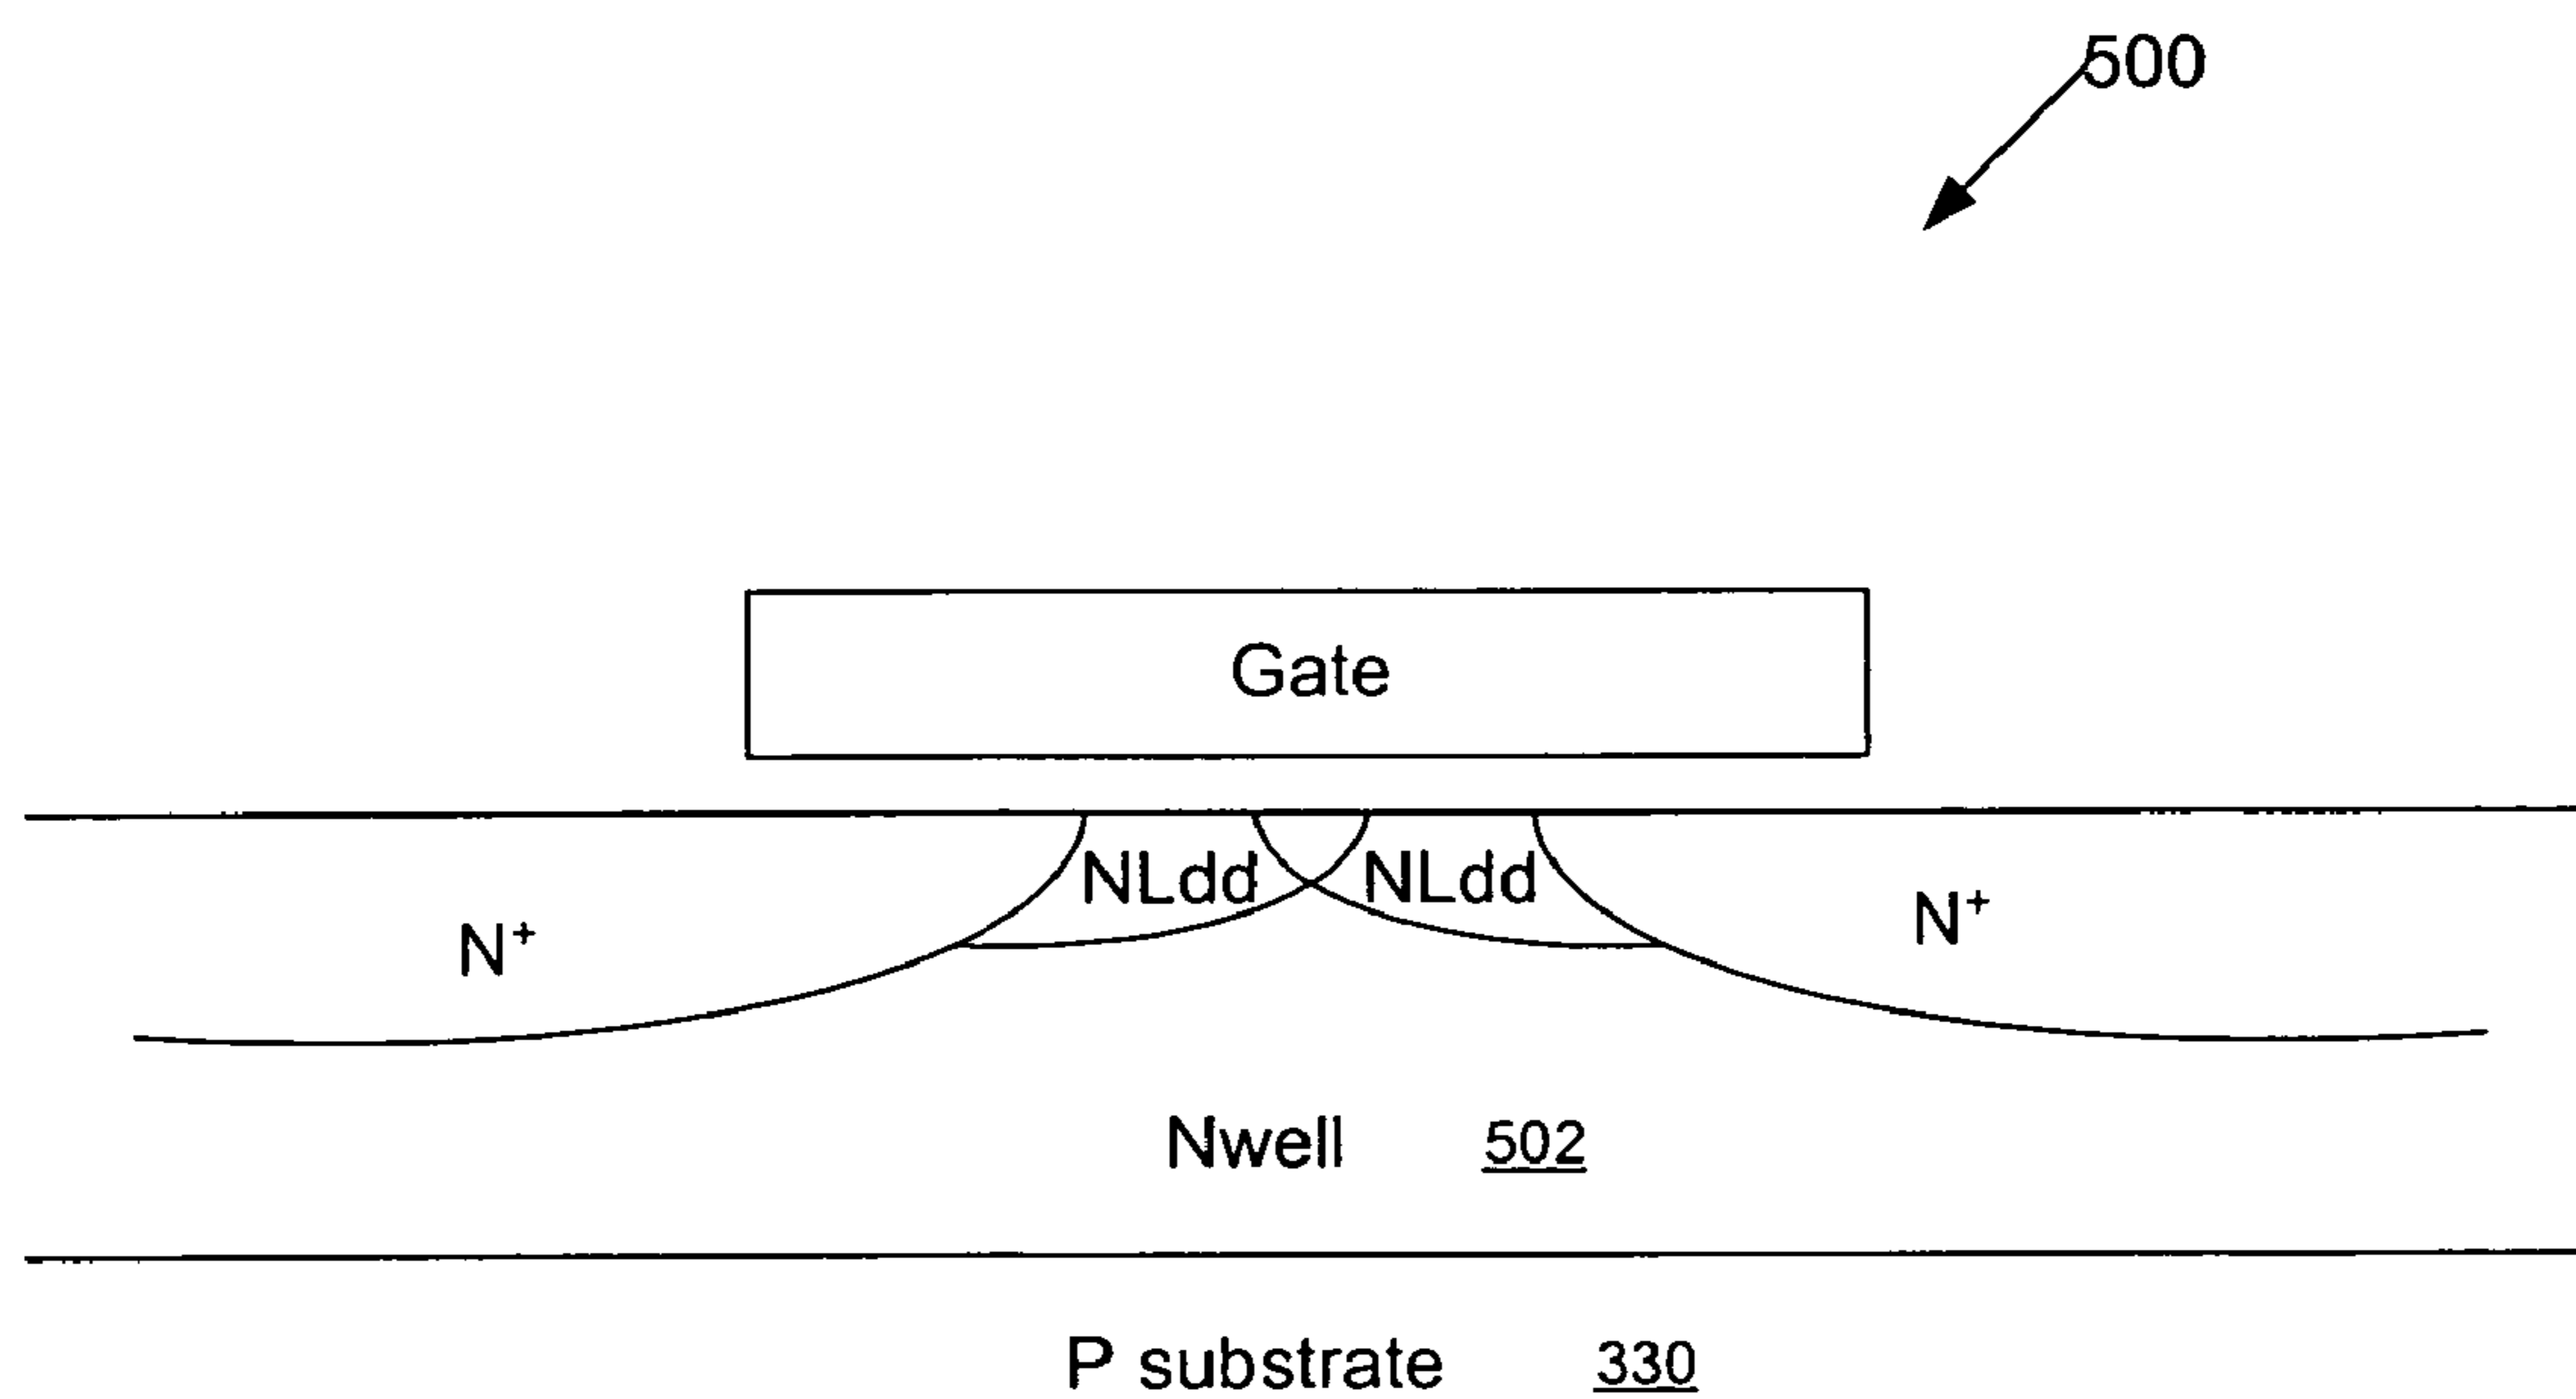 500
Gate
NLdd NLdd
N+ N+
Nwell 502
P substrate 330